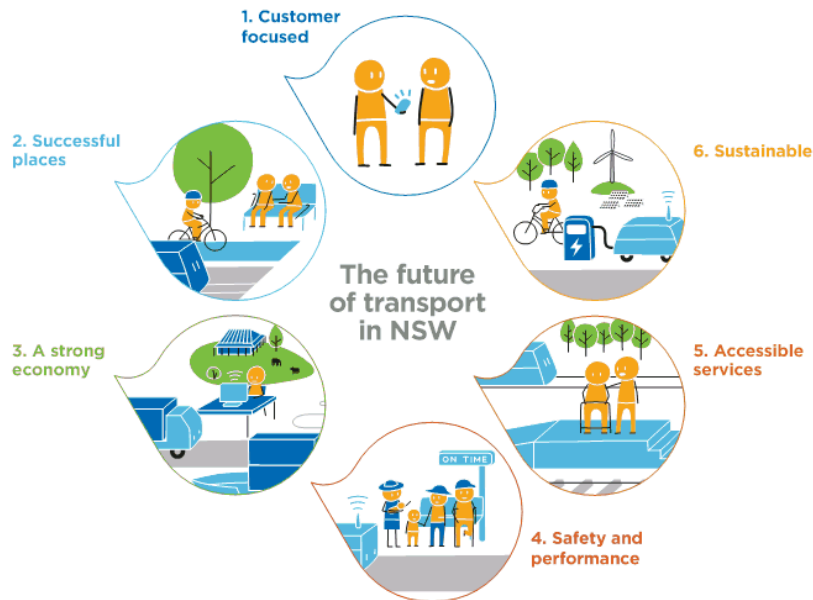 1. Customer
focused
2. Successful
places
6. Sustainable
The future
of transport
in NSW
3. A strong
economy
5. Accessible
services
ON TIME
4. Safety and
performance